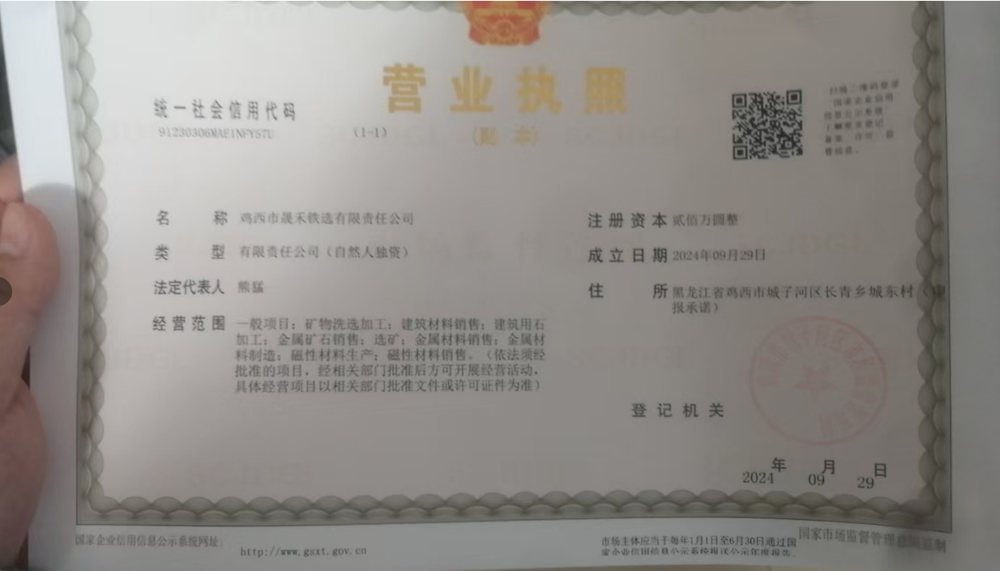 营业执照
(副本)
统一社会信用代码
91230306MAE1NFYS7U
(1-1)
扫描二维码登录
'国家企业信用
信息公示系统'
了解更多登记、
备案、许可、监
管信息。
名称 鸡西市晟禾铁选有限责任公司
类型 有限责任公司（自然人独资）
法定代表人 熊猛
经营范围 一般项目：矿物洗选加工；建筑材料销售；建筑用石
加工；金属矿石销售；选矿；金属材料销售；金属材
料制造；磁性材料生产；磁性材料销售。（依法须经
批准的项目，经相关部门批准后方可开展经营活动，
具体经营项目以相关部门批准文件或许可证件为准）
注册资本 贰佰万圆整
成立日期 2024年09月29日
住所 黑龙江省鸡西市城子河区长青乡城东村（申
报承诺）
登记机关
2024年09月29日
国家企业信用信息公示系统网址：
http://www.gsxt.gov.cn
市场主体应当于每年1月1日至6月30日通过国
家企业信用信息公示系统报送公示年度报告。
国家市场监督管理总局监制